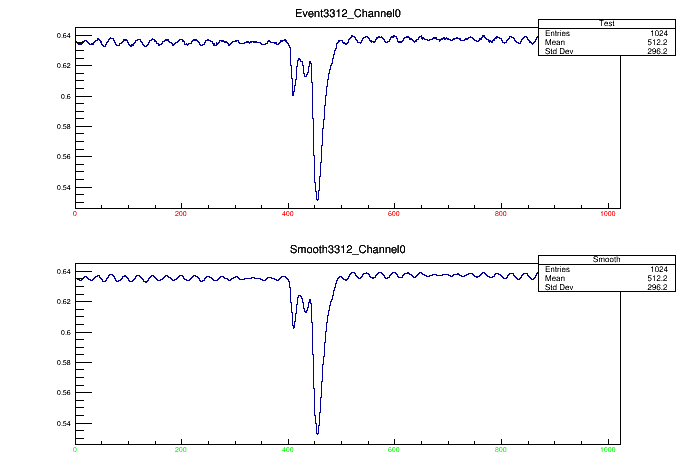 Event3312_Channel0
Test
Entries 1024
Mean 512.2
Std Dev 296.2
0.64
0.62
0.6
0.58
0.56
0.54
0 200 400 600 800 1000
Smooth3312_Channel0
Smooth
Entries 1024
Mean 512.2
Std Dev 296.2
0.64
0.62
0.6
0.58
0.56
0.54
0 200 400 600 800 1000